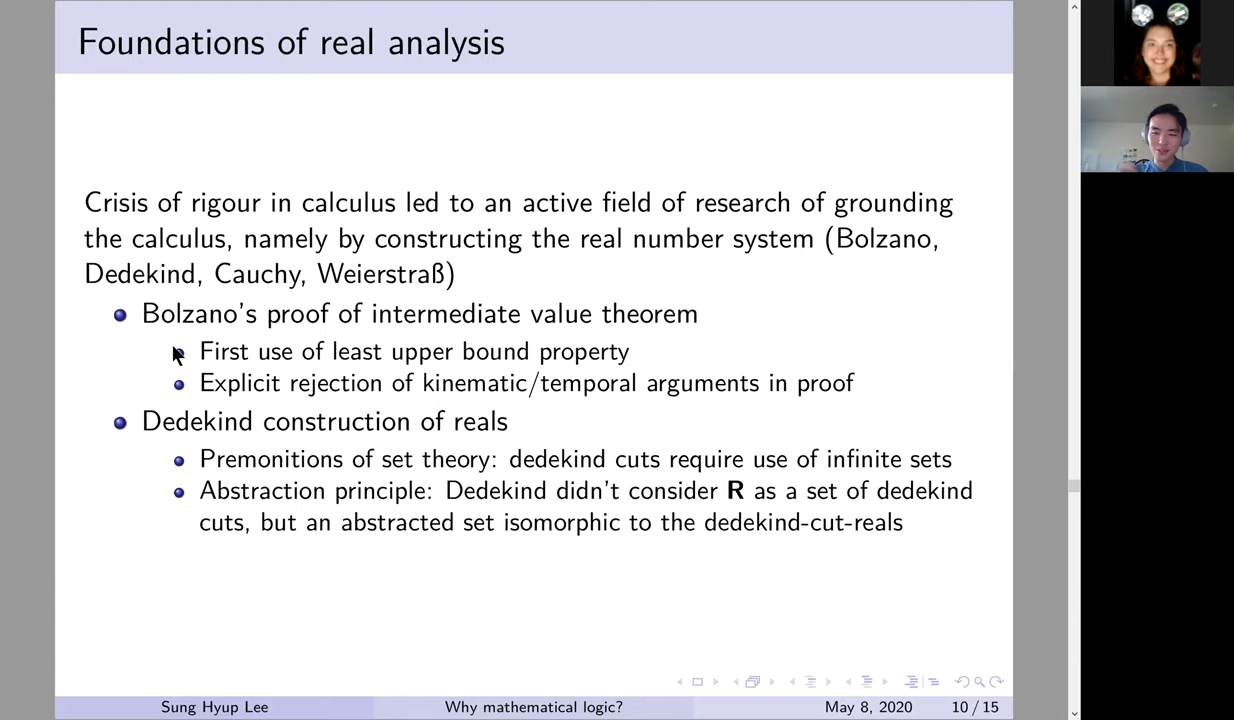 Foundations of real analysis
Crisis of rigour in calculus led to an active field of research of grounding
the calculus, namely by constructing the real number system (Bolzano,
Dedekind, Cauchy, Weierstraß)
Bolzano's proof of intermediate value theorem
First use of least upper bound property
Explicit rejection of kinematic/temporal arguments in proof
Dedekind construction of reals
Premonitions of set theory: dedekind cuts require use of infinite sets
Abstraction principle: Dedekind didn't consider R as a set of dedekind
cuts, but an abstracted set isomorphic to the dedekind-cut-reals
Sung Hyup Lee Why mathematical logic? May 8, 2020 10 / 15